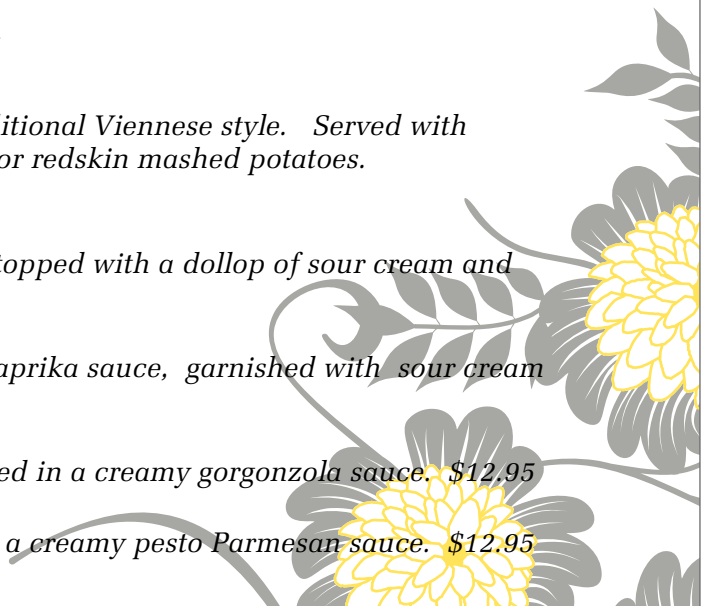 itional Viennese style. Served with
or redskin mashed potatoes.
topped with a dollop of sour cream and
aprika sauce, garnished with sour cream
ed in a creamy gorgonzola sauce. $12.95
a creamy pesto Parmesan sauce. $12.95